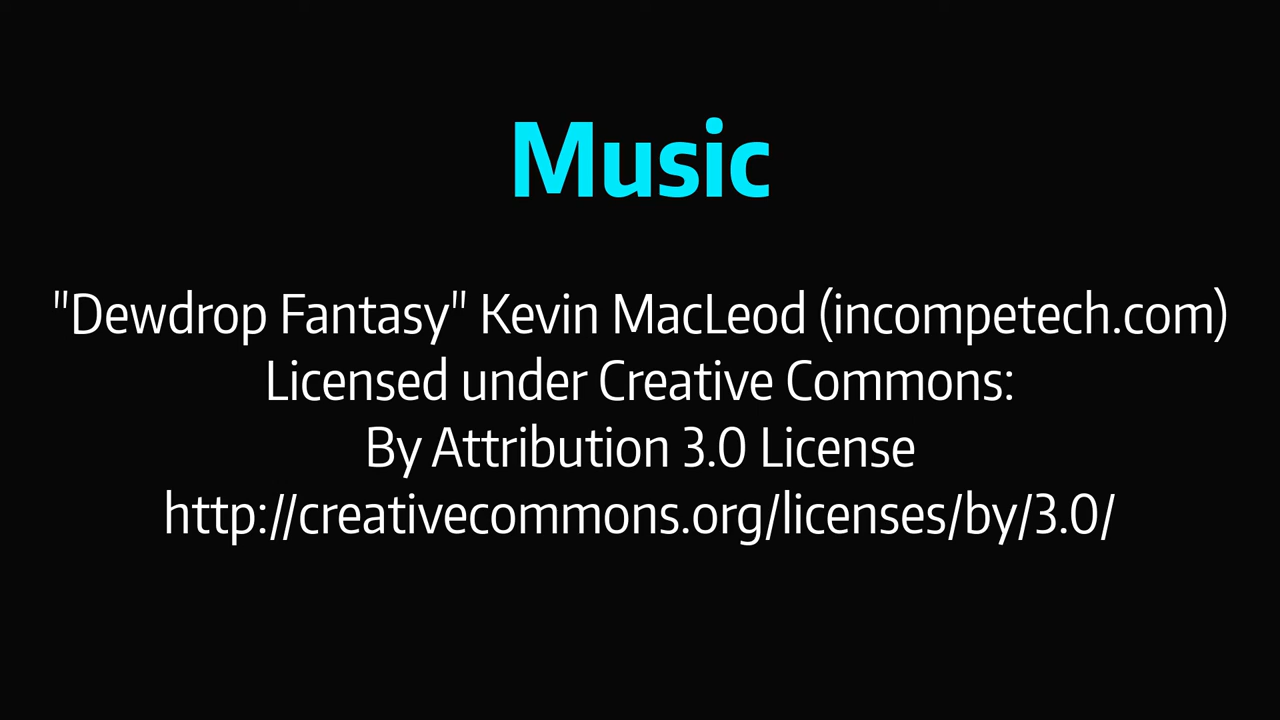 Music
"Dewdrop Fantasy" Kevin MacLeod (incompetech.com)
Licensed under Creative Commons:
By Attribution 3.0 License
http://creativecommons.org/licenses/by/3.0/